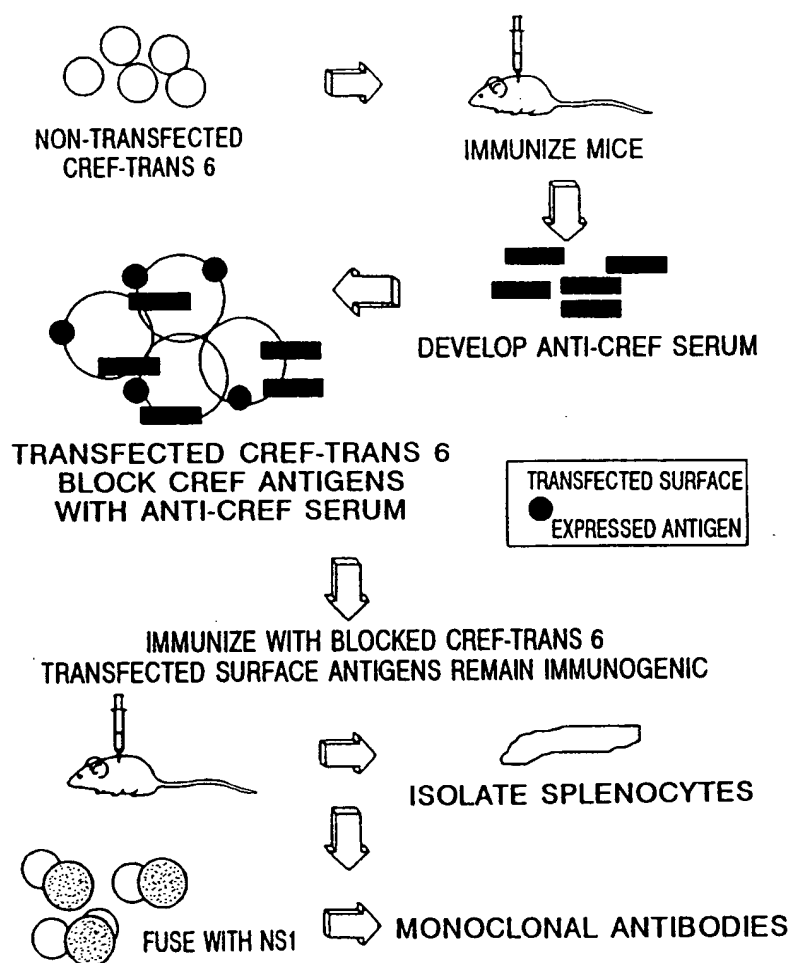 NON-TRANSFECTED
CREF-TRANS 6
IMMUNIZE MICE
DEVELOP ANTI-CREF SERUM
TRANSFECTED CREF-TRANS 6
BLOCK CREF ANTIGENS
WITH ANTI-CREF SERUM
TRANSFECTED SURFACE
EXPRESSED ANTIGEN
IMMUNIZE WITH BLOCKED CREF-TRANS 6
TRANSFECTED SURFACE ANTIGENS REMAIN IMMUNOGENIC
ISOLATE SPLENOCYTES
FUSE WITH NS1
MONOCLONAL ANTIBODIES